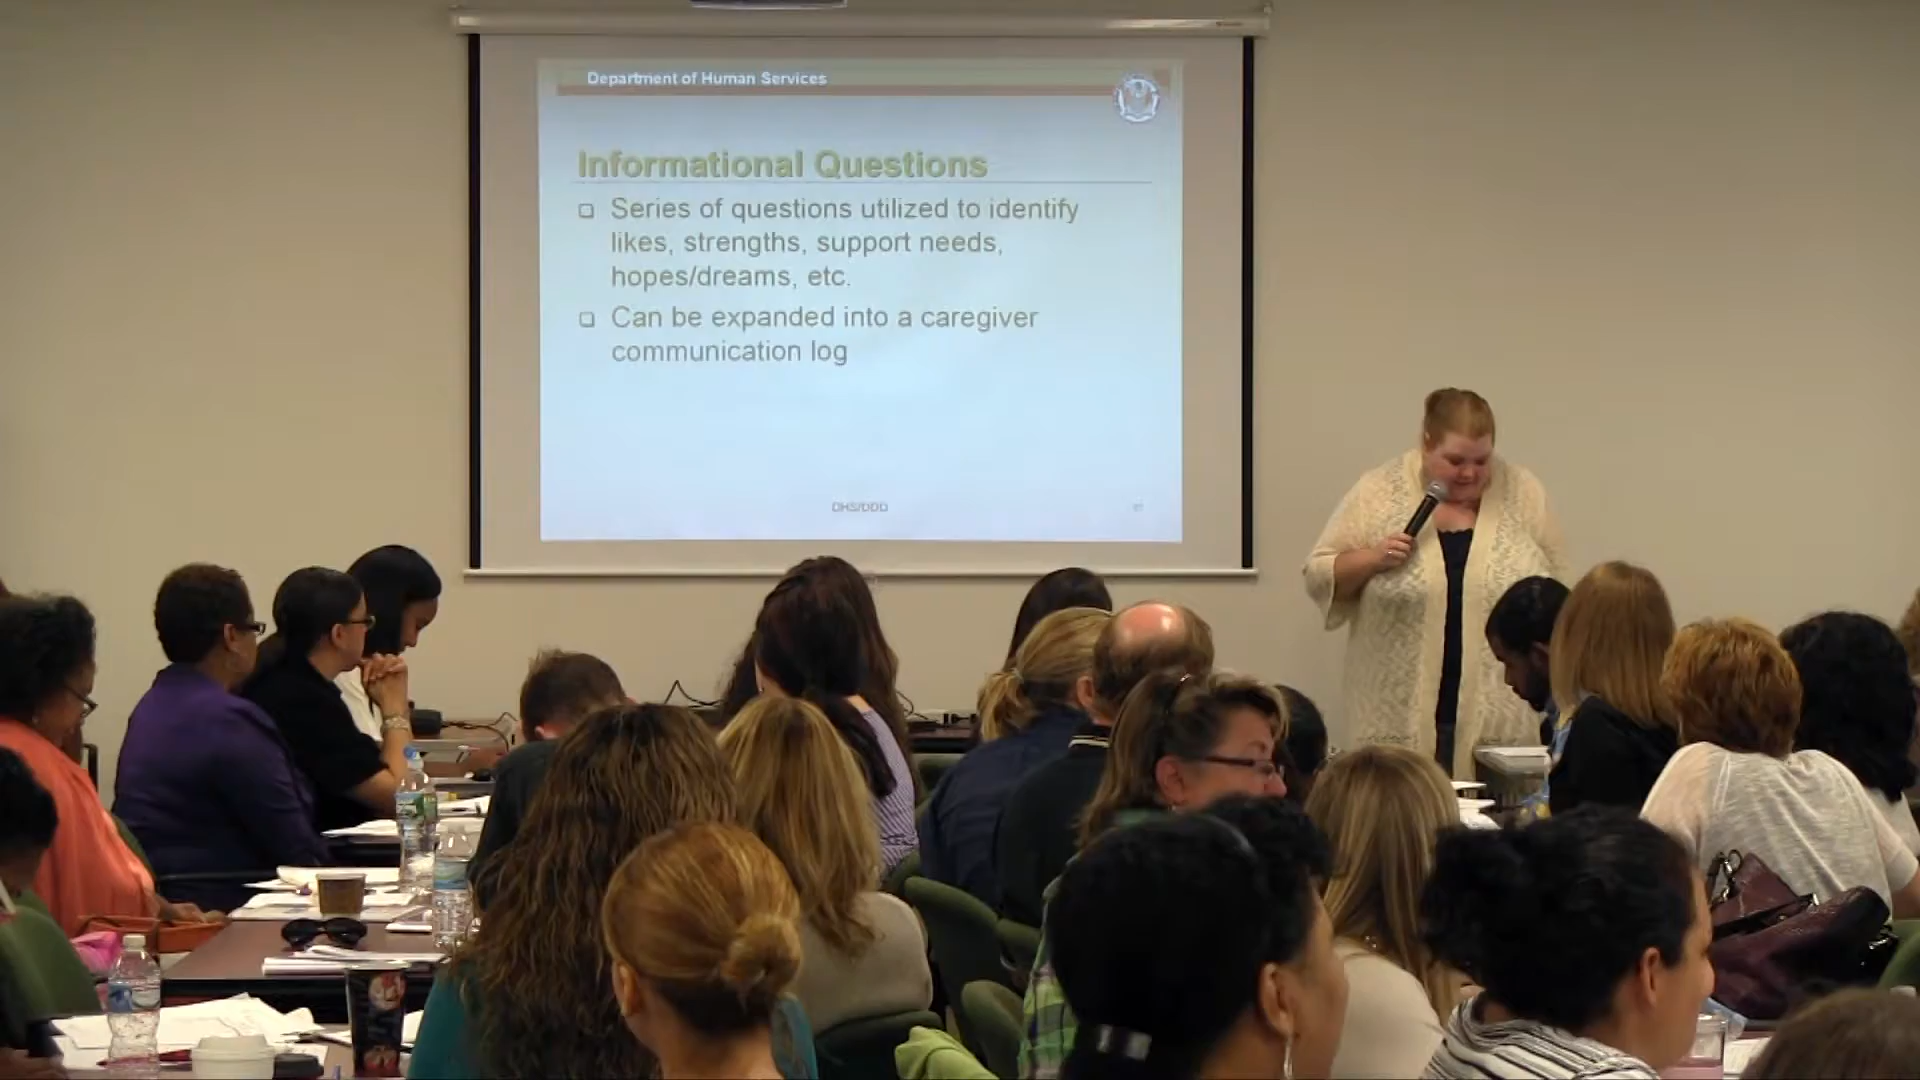 Department of Human Services
Informational Questions
Series of questions utilized to identify
likes, strengths, support needs,
hopes/dreams, etc.
Can be expanded into a caregiver
communication log
DHS/DDD